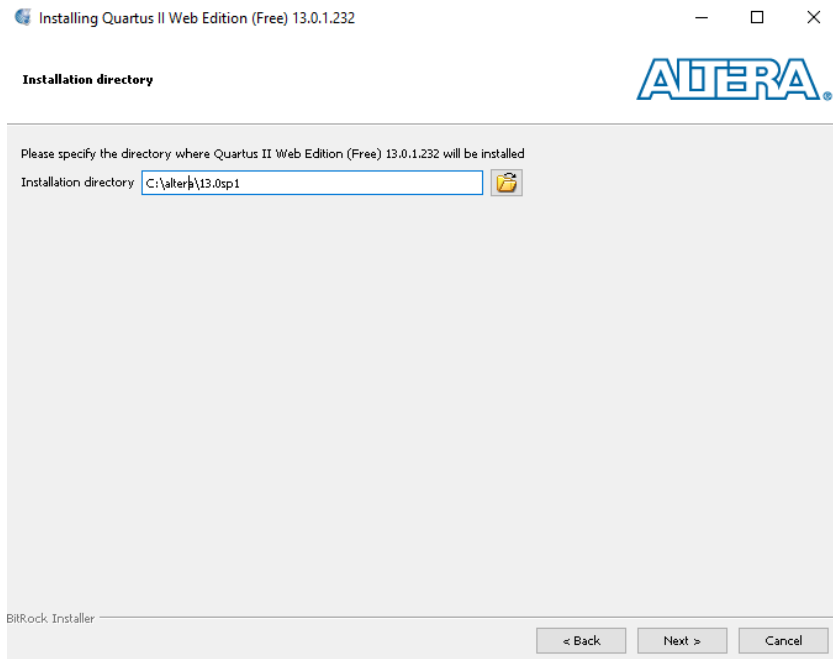 Installing Quartus II Web Edition (Free) 13.0.1.232
Installation directory
ALTERA®
Please specify the directory where Quartus II Web Edition (Free) 13.0.1.232 will be installed
Installation directory C:\altera\13.0sp1
BitRock Installer
< Back Next > Cancel